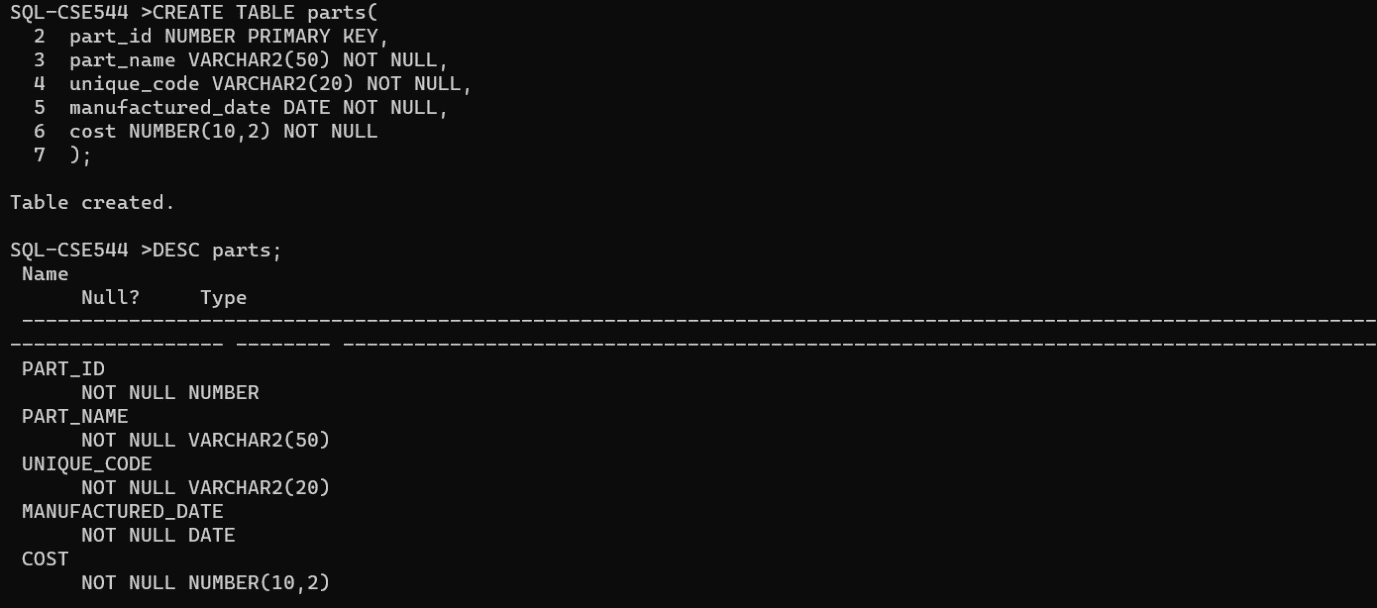 SQL-CSE544 >CREATE TABLE parts(
  2  part_id NUMBER PRIMARY KEY,
  3  part_name VARCHAR2(50) NOT NULL,
  4  unique_code VARCHAR2(20) NOT NULL,
  5  manufactured_date DATE NOT NULL,
  6  cost NUMBER(10,2) NOT NULL
  7  );

Table created.

SQL-CSE544 >DESC parts;
 Name
      Null?     Type
 ------------------------------------------------------------------------------------------------------------------
------------------ -------- ---------------------------------------------------------------------------------------
 PART_ID
      NOT NULL NUMBER
 PART_NAME
      NOT NULL VARCHAR2(50)
 UNIQUE_CODE
      NOT NULL VARCHAR2(20)
 MANUFACTURED_DATE
      NOT NULL DATE
 COST
      NOT NULL NUMBER(10,2)